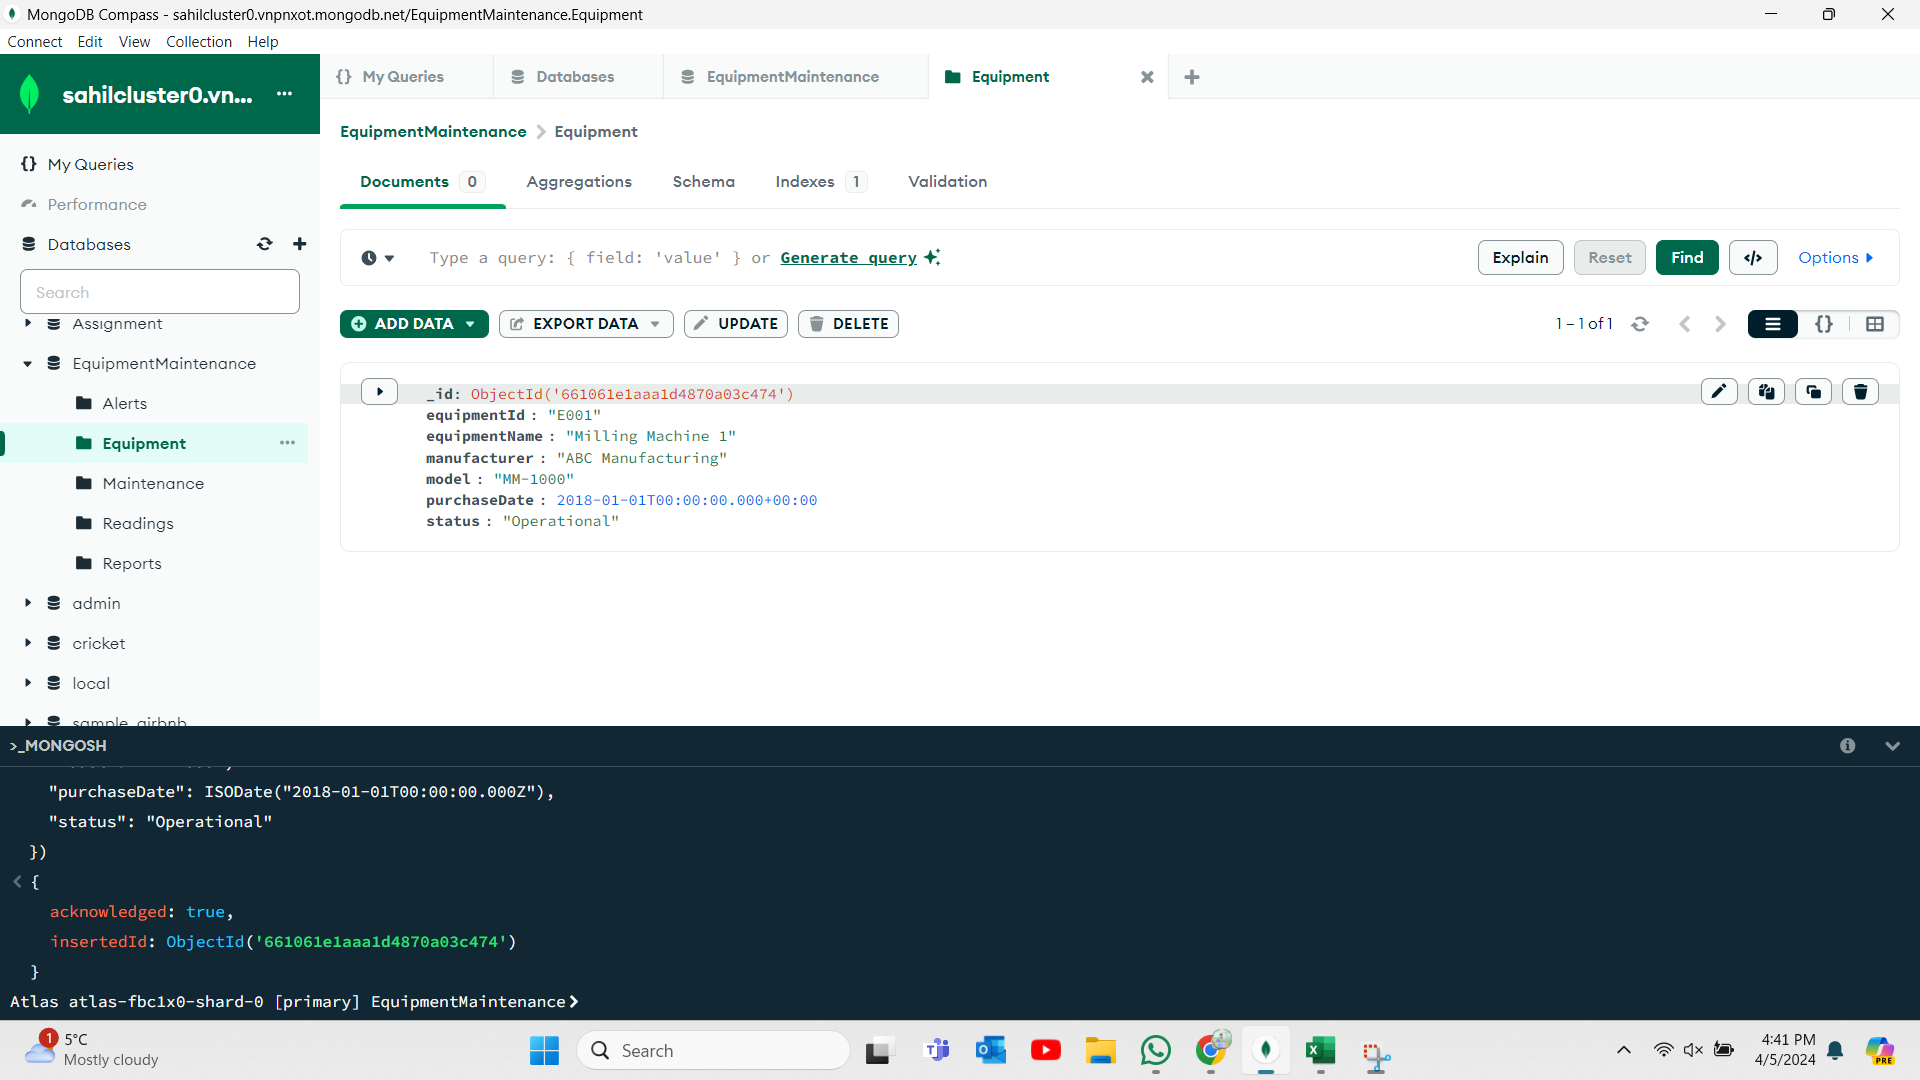 MongoDB Compass - sahilcluster0.vnpnxot.mongodb.net/EquipmentMaintenance.Equipment
Connect Edit View Collection Help
sahilcluster0.vn... ...
{} My Queries
Databases
EquipmentMaintenance
Equipment
EquipmentMaintenance > Equipment
{} My Queries
Performance
Databases
Search
Assignment
EquipmentMaintenance
Alerts
Equipment ...
Maintenance
Readings
Reports
admin
cricket
local
sample_airbnb
Documents 0 Aggregations Schema Indexes 1 Validation
Type a query: { field: 'value' } or Generate query
Explain Reset Find </> Options
ADD DATA EXPORT DATA UPDATE DELETE
1 – 1 of 1 {}
_id: ObjectId('661061e1aaa1d4870a03c474')
equipmentId : "E001"
equipmentName : "Milling Machine 1"
manufacturer : "ABC Manufacturing"
model : "MM-1000"
purchaseDate : 2018-01-01T00:00:00.000+00:00
status : "Operational"
>_MONGOSH
"purchaseDate": ISODate("2018-01-01T00:00:00.000Z"),
"status": "Operational"
})
< {
acknowledged: true,
insertedId: ObjectId('661061e1aaa1d4870a03c474')
}
Atlas atlas-fbc1x0-shard-0 [primary] EquipmentMaintenance>
1
5°C
Mostly cloudy
Search
4:41 PM
4/5/2024
PRE